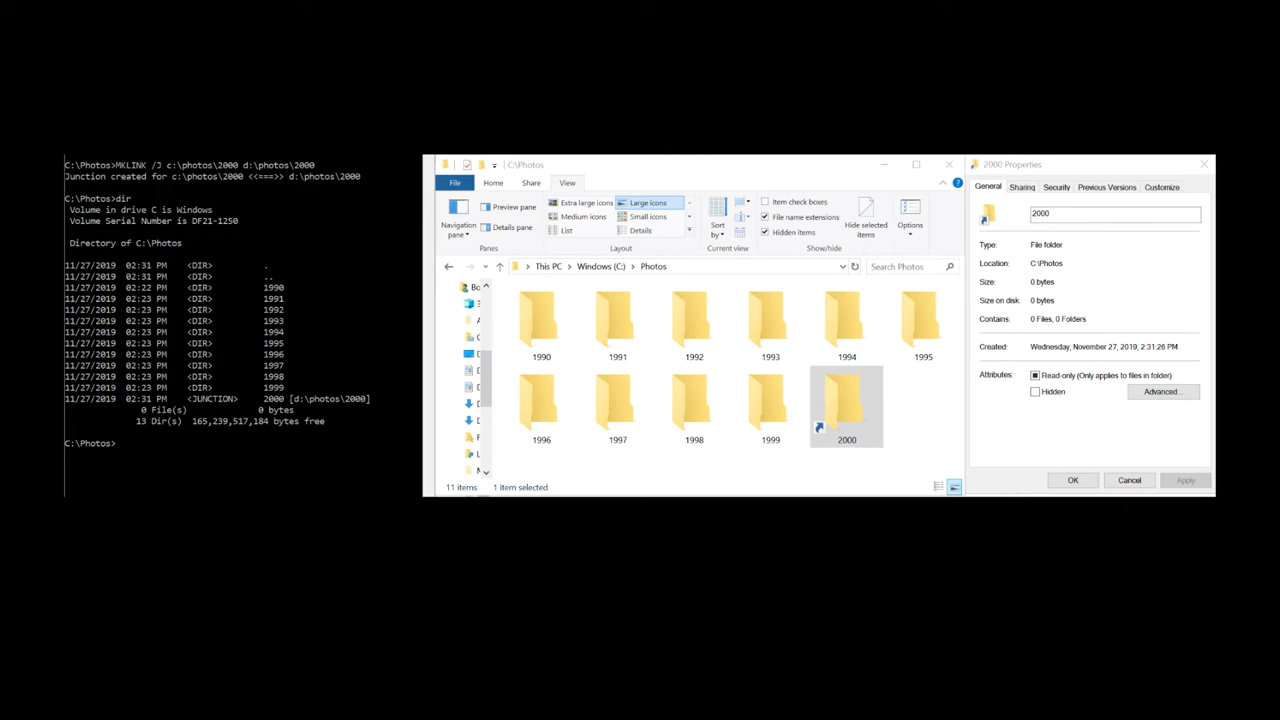 C:\Photos>MKLINK /J c:\photos\2000 d:\photos\2000
Junction created for c:\photos\2000 <<===>> d:\photos\2000
C:\Photos>dir
Volume in drive C is Windows
Volume Serial Number is DF21-1250
Directory of C:\Photos
11/27/2019 02:31 PM <DIR> .
11/27/2019 02:31 PM <DIR> ..
11/27/2019 02:22 PM <DIR> 1990
11/27/2019 02:23 PM <DIR> 1991
11/27/2019 02:23 PM <DIR> 1992
11/27/2019 02:23 PM <DIR> 1993
11/27/2019 02:23 PM <DIR> 1994
11/27/2019 02:23 PM <DIR> 1995
11/27/2019 02:23 PM <DIR> 1996
11/27/2019 02:23 PM <DIR> 1997
11/27/2019 02:23 PM <DIR> 1998
11/27/2019 02:23 PM <DIR> 1999
11/27/2019 02:31 PM <JUNCTION> 2000 [d:\photos\2000]
0 File(s) 0 bytes
13 Dir(s) 165,239,517,184 bytes free
C:\Photos>
C:\Photos
File Home Share View
Navigation pane
Preview pane
Details pane
Panes
Extra large icons Large icons
Medium icons Small icons
List Details
Layout
Sort by
Current view
Item check boxes
File name extensions
Hidden items
Hide selected items
Show/hide
Options
This PC > Windows (C:) > Photos
Search Photos
1990 1991 1992 1993 1994 1995
1996 1997 1998 1999 2000
11 items 1 item selected
2000 Properties
General Sharing Security Previous Versions Customize
2000
Type: File folder
Location: C:\Photos
Size: 0 bytes
Size on disk: 0 bytes
Contains: 0 Files, 0 Folders
Created: Wednesday, November 27, 2019, 2:31:26 PM
Attributes: Read-only (Only applies to files in folder)
Hidden
Advanced...
OK Cancel Apply